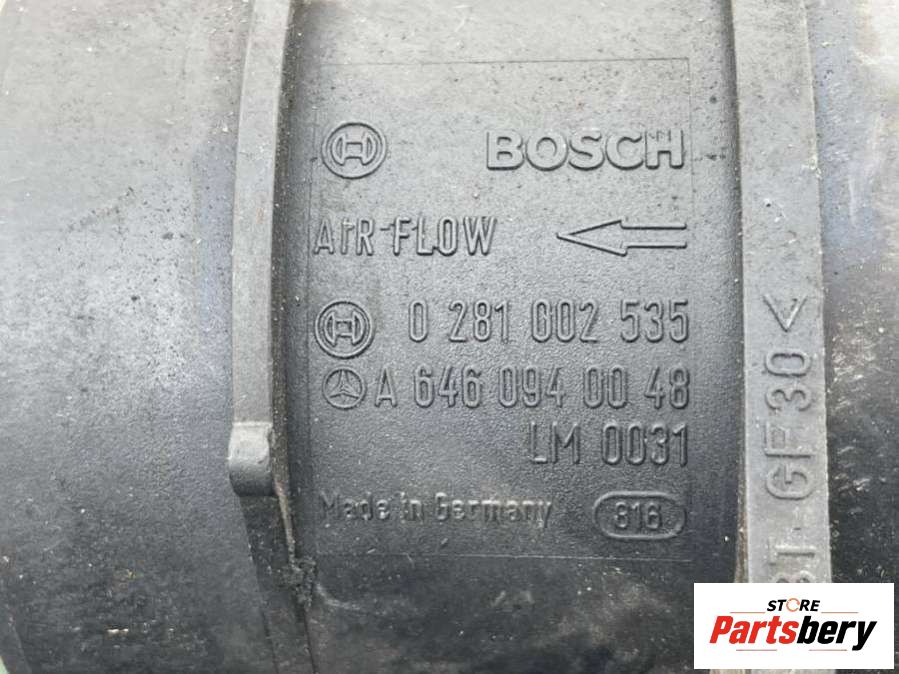 BOSCH
AIR FLOW
0 281 002 535
A 646 094 00 48
LM 0031
Made in Germany 816
GF30<
STORE
Partsbery